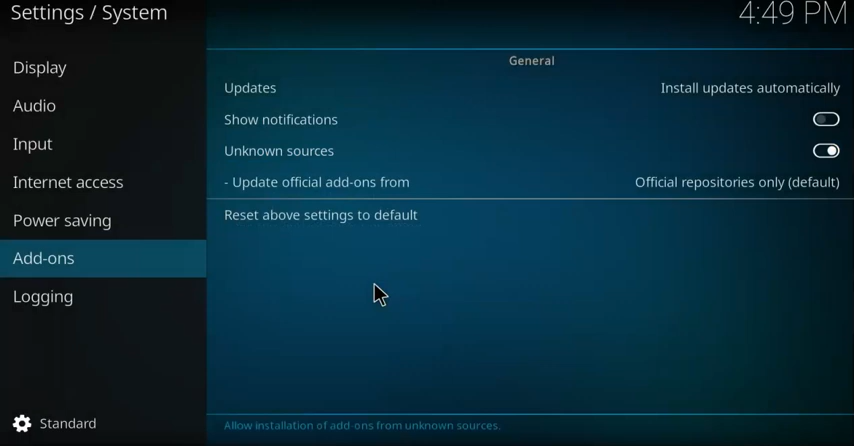 Settings / System
4:49 PM
Display
Audio
Input
Internet access
Power saving
Add-ons
Logging
Standard
General
Updates Install updates automatically
Show notifications
Unknown sources
- Update official add-ons from Official repositories only (default)
Reset above settings to default
Allow installation of add-ons from unknown sources.